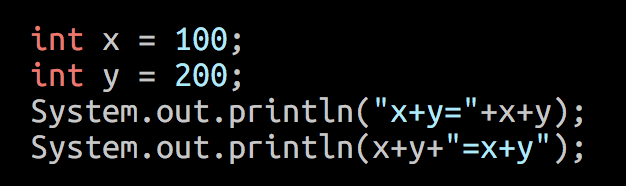 int x = 100;
int y = 200;
System.out.println("x+y="+x+y);
System.out.println(x+y+"=x+y");